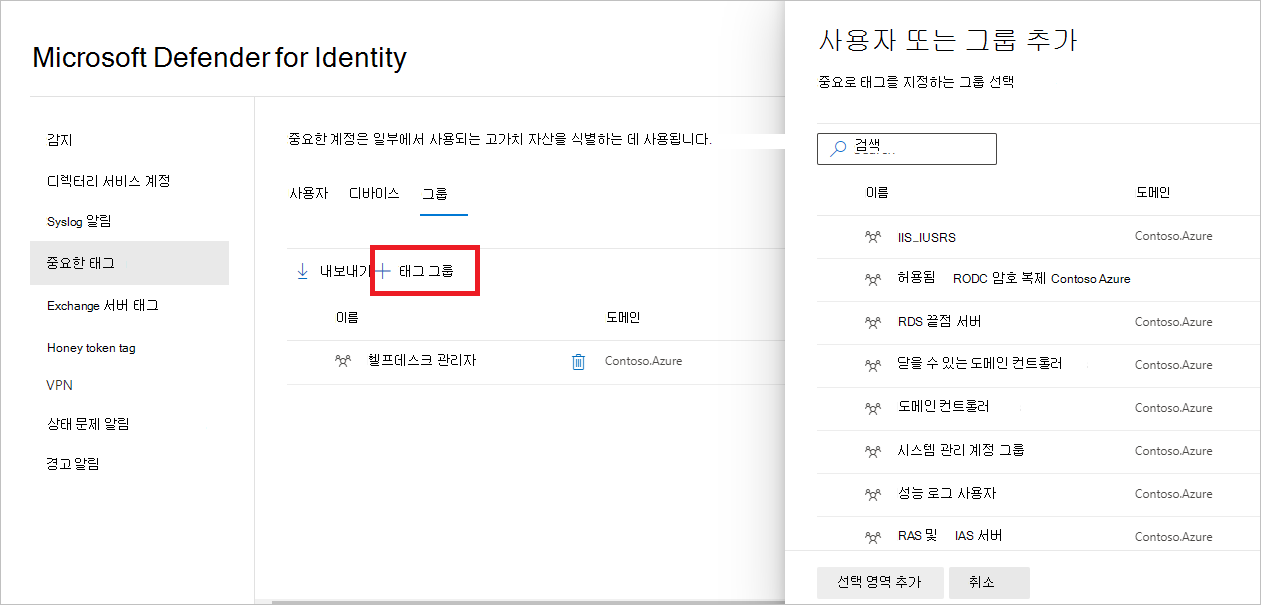 Microsoft Defender for Identity
감지
디렉터리 서비스 계정
Syslog 알림
중요한 태그
Exchange 서버 태그
Honey token tag
VPN
상태 문제 알림
경고 알림
중요한 계정은 일부에서 사용되는 고가치 자산을 식별하는 데 사용됩니다.
사용자 디바이스 그룹
내보내기 태그 그룹
이름 도메인
헬프데스크 관리자 Contoso.Azure
사용자 또는 그룹 추가
중요로 태그를 지정하는 그룹 선택
검색
이름 도메인
IIS_IUSRS Contoso.Azure
허용됨 RODC 암호 복제 Contoso Azure
RDS 끝점 서버 Contoso.Azure
닫을 수 있는 도메인 컨트롤러 Contoso.Azure
도메인 컨트롤러 Contoso.Azure
시스템 관리 계정 그룹 Contoso.Azure
성능 로그 사용자 Contoso.Azure
RAS 및 IAS 서버 Contoso.Azure
선택 영역 추가 취소